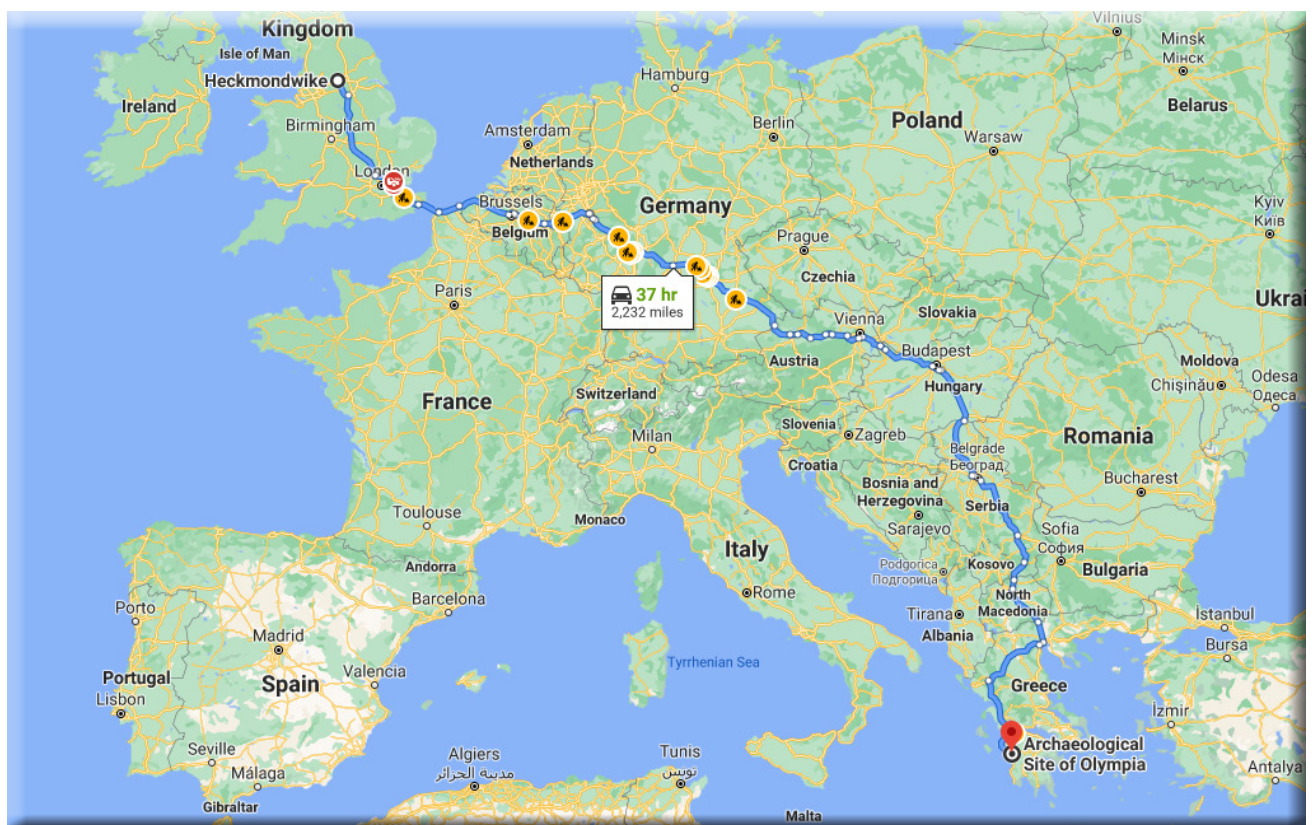 Kingdom
Isle of Man
Heckmondwike
Ireland
Birmingham
London
Hamburg
Amsterdam
Netherlands
Berlin
Poland
Warsaw
Vilnius
Minsk
Мінск
Belarus
Brussels
Belgium
Germany
Prague
Czechia
Kyiv
Київ
Ukrai
37 hr
2,232 miles
Paris
Vienna
Slovakia
Austria
Budapest
Hungary
Moldova
Chișinău
Odesa
Одеса
France
Switzerland
Milan
Slovenia
Zagreb
Croatia
Belgrade
Београд
Romania
Bucharest
Bosnia and
Herzegovina
Sarajevo
Serbia
Toulouse
Monaco
Andorra
Italy
Sofia
София
Bulgaria
Podgorica
Подгорица
Kosovo
North
Macedonia
Porto
Barcelona
Rome
Tirana
Albania
İstanbul
Bursa
Madrid
Spain
Valencia
Portugal
Lisbon
Tyrrhenian Sea
Greece
İzmir
Seville
Málaga
Gibraltar
Algiers
مدينة الجزائر
Tunis
تونس
Archaeological
Site of Olympia
Antalya
Malta